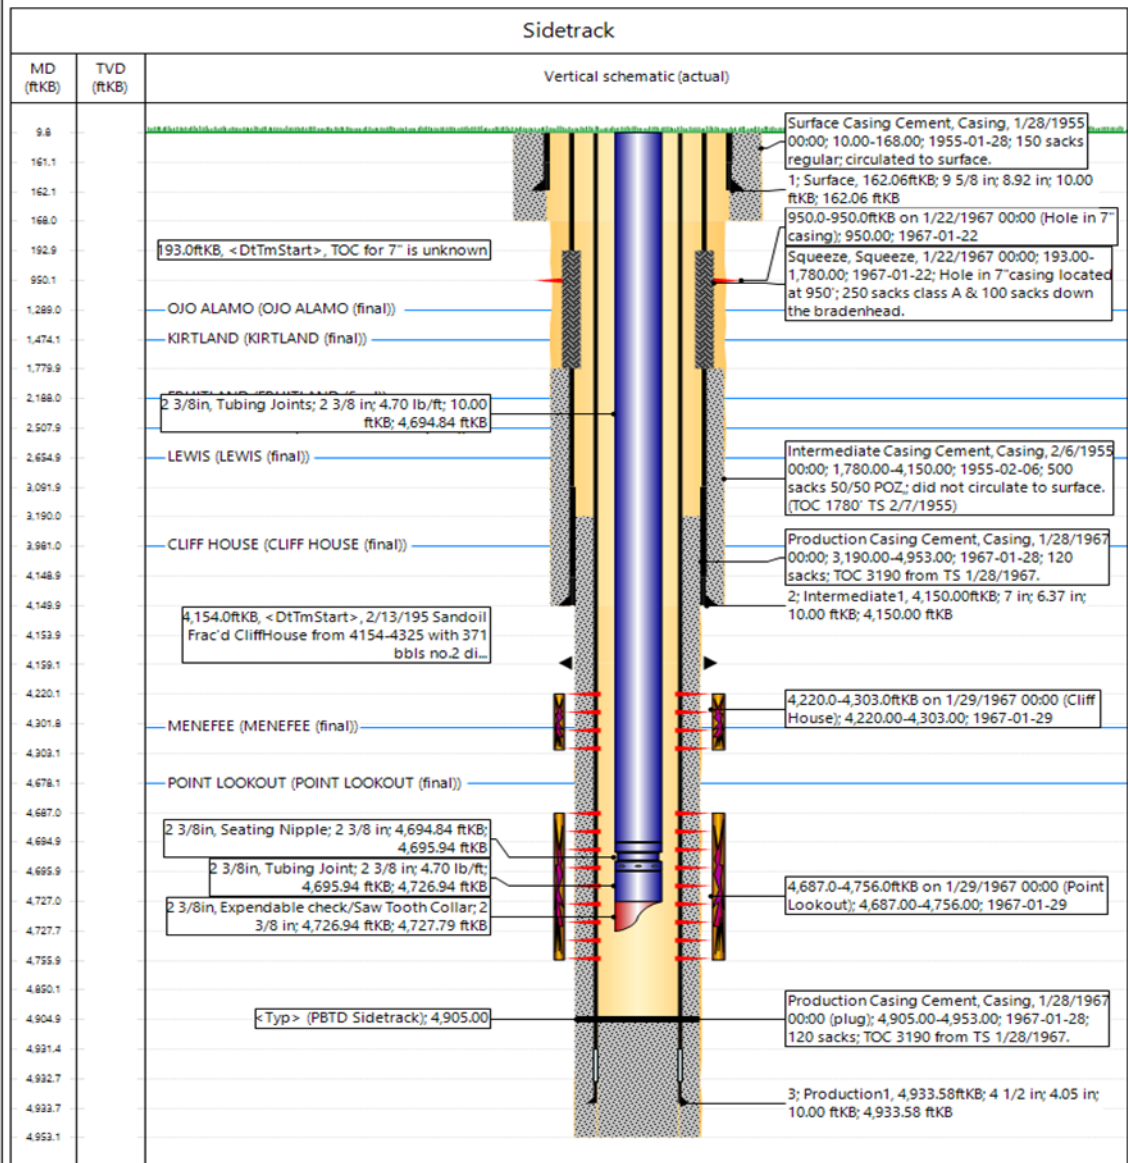 Sidetrack
MD
(ftKB)
TVD
(ftKB)
Vertical schematic (actual)
9.8
161.1
162.1
168.0
192.9
950.1
1,289.0
1,474.1
1,779.9
2,188.0
2,507.9
2,654.9
3,091.9
3,190.0
3,981.0
4,148.9
4,149.9
4,153.9
4,159.1
4,220.1
4,301.8
4,303.1
4,678.1
4,687.0
4,694.9
4,695.9
4,727.0
4,727.7
4,755.9
4,850.1
4,904.9
4,931.4
4,932.7
4,933.7
4,953.1
193.0ftKB, <DtTmStart>, TOC for 7" is unknown
OJO ALAMO (OJO ALAMO (final))
KIRTLAND (KIRTLAND (final))
FRUITLAND (FRUITLAND (final))
2 3/8in, Tubing Joints; 2 3/8 in; 4.70 lb/ft; 10.00
ftKB; 4,694.84 ftKB
LEWIS (LEWIS (final))
CLIFF HOUSE (CLIFF HOUSE (final))
4,154.0ftKB, <DtTmStart>, 2/13/195 Sandoil
Frac'd CliffHouse from 4154-4325 with 371
bbls no.2 di...
MENEFEE (MENEFEE (final))
POINT LOOKOUT (POINT LOOKOUT (final))
2 3/8in, Seating Nipple; 2 3/8 in; 4,694.84 ftKB;
4,695.94 ftKB
2 3/8in, Tubing Joint; 2 3/8 in; 4.70 lb/ft;
4,695.94 ftKB; 4,726.94 ftKB
2 3/8in, Expendable check/Saw Tooth Collar; 2
3/8 in; 4,726.94 ftKB; 4,727.79 ftKB
<Typ> (PBTD Sidetrack); 4,905.00
Surface Casing Cement, Casing, 1/28/1955
00:00; 10.00-168.00; 1955-01-28; 150 sacks
regular; circulated to surface.
1; Surface, 162.06ftKB; 9 5/8 in; 8.92 in; 10.00
ftKB; 162.06 ftKB
950.0-950.0ftKB on 1/22/1967 00:00 (Hole in 7"
casing); 950.00; 1967-01-22
Squeeze, Squeeze, 1/22/1967 00:00; 193.00-
1,780.00; 1967-01-22; Hole in 7"casing located
at 950'; 250 sacks class A & 100 sacks down
the bradenhead.
Intermediate Casing Cement, Casing, 2/6/1955
00:00; 1,780.00-4,150.00; 1955-02-06; 500
sacks 50/50 POZ,; did not circulate to surface.
(TOC 1780' TS 2/7/1955)
Production Casing Cement, Casing, 1/28/1967
00:00; 3,190.00-4,953.00; 1967-01-28; 120
sacks; TOC 3190 from TS 1/28/1967.
2; Intermediate1, 4,150.00ftKB; 7 in; 6.37 in;
10.00 ftKB; 4,150.00 ftKB
4,220.0-4,303.0ftKB on 1/29/1967 00:00 (Cliff
House); 4,220.00-4,303.00; 1967-01-29
4,687.0-4,756.0ftKB on 1/29/1967 00:00 (Point
Lookout); 4,687.00-4,756.00; 1967-01-29
Production Casing Cement, Casing, 1/28/1967
00:00 (plug); 4,905.00-4,953.00; 1967-01-28;
120 sacks; TOC 3190 from TS 1/28/1967.
3; Production1, 4,933.58ftKB; 4 1/2 in; 4.05 in;
10.00 ftKB; 4,933.58 ftKB